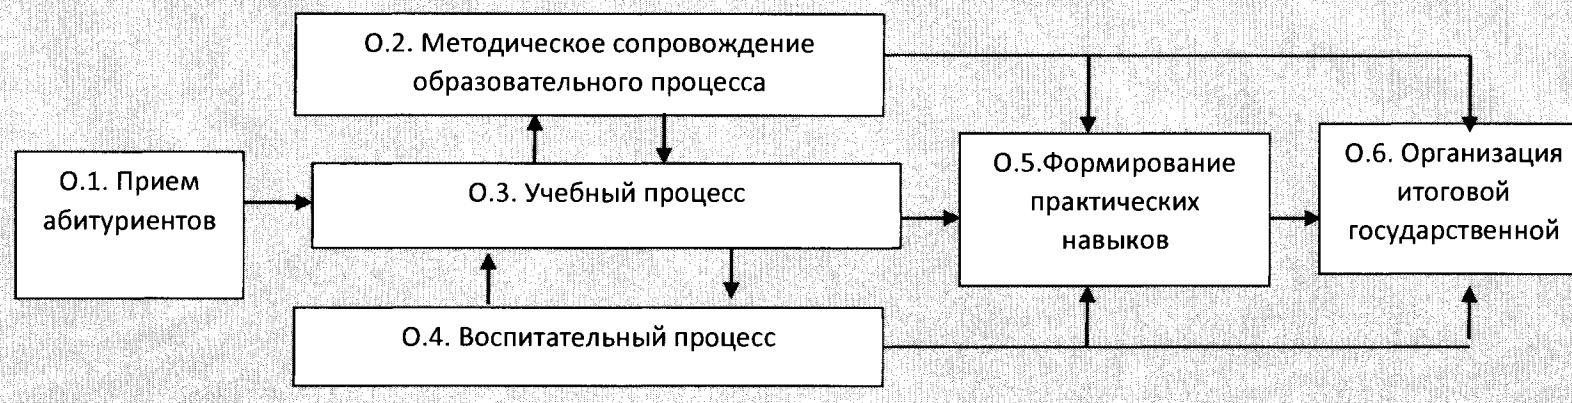 О.2. Методическое сопровождение
образовательного процесса
О.1. Прием
абитуриентов
О.3. Учебный процесс
О.4. Воспитательный процесс
О.5.Формирование
практических
навыков
О.6. Организация
итоговой
государственной